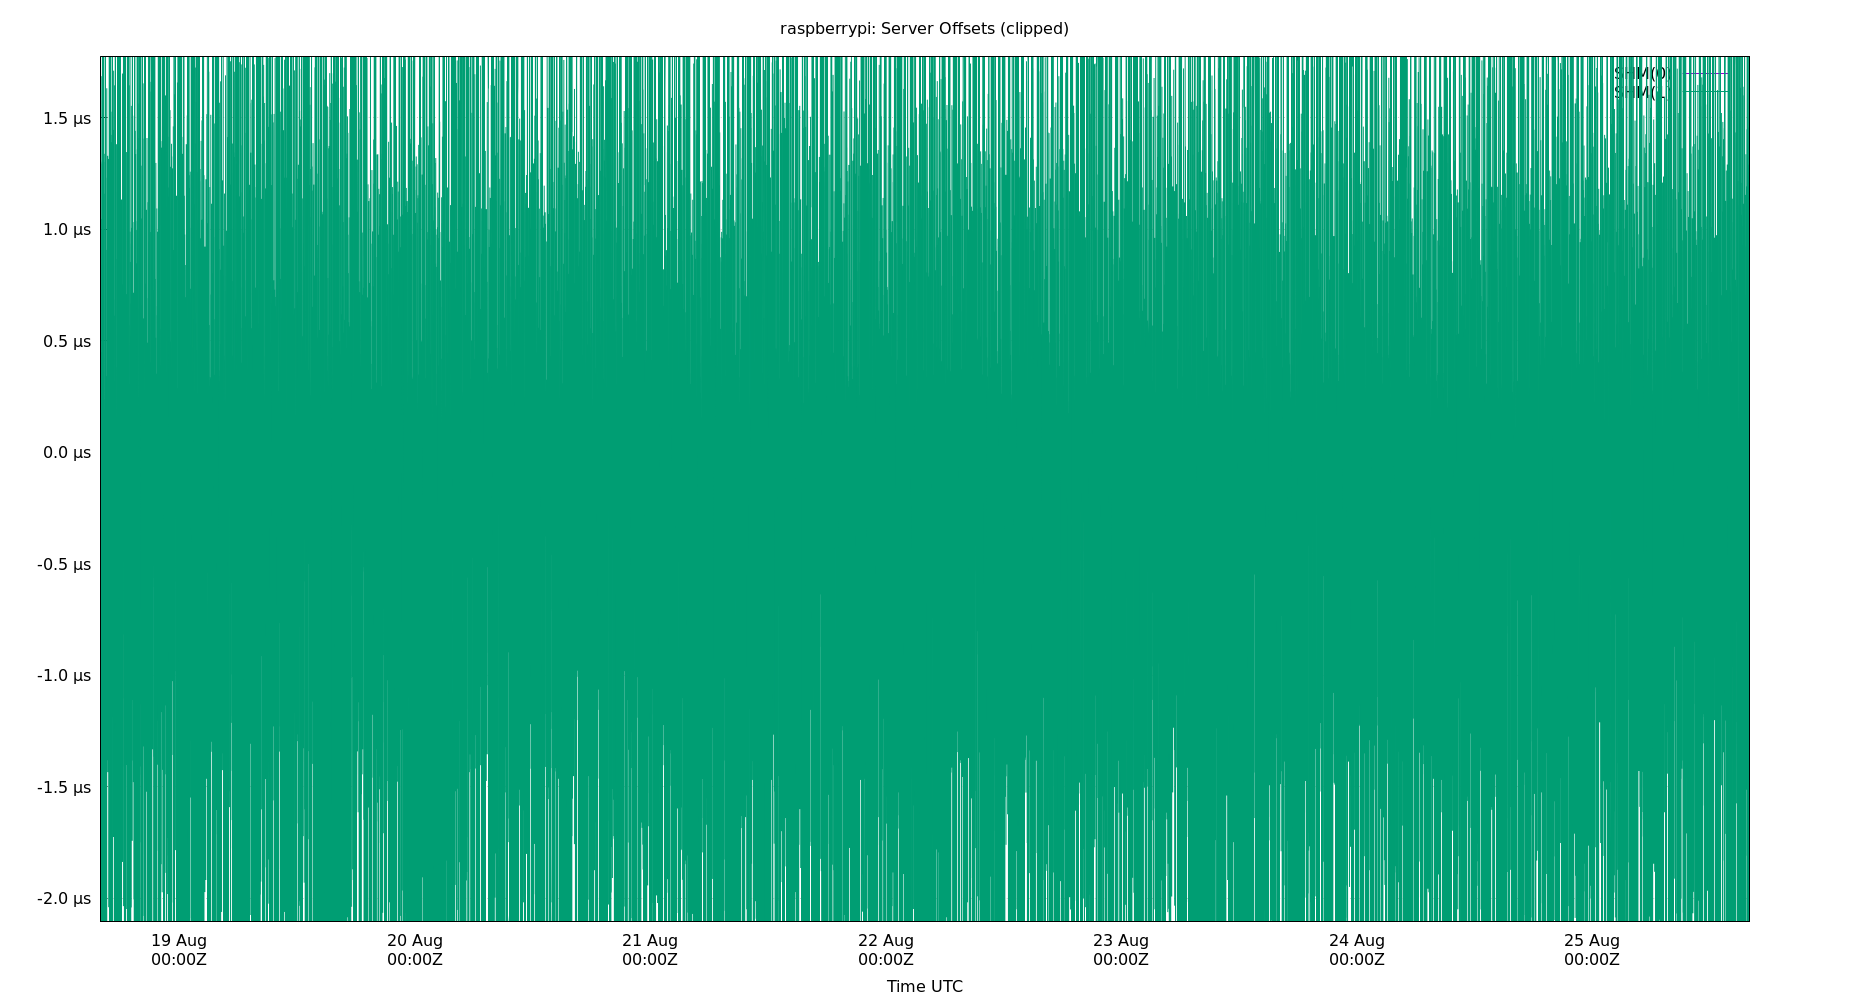 raspberrypi: Server Offsets (clipped)
SHM(0)
1.5 µs
1.0 µs
0.5 µs
0.0 µs
-0.5 µs
-1.0 µs
-1.5 µs
-2.0 µs
19 Aug 20 Aug 21 Aug 22 Aug 23 Aug 24 Aug 25 Aug
00:00Z 00:00Z 00:00Z 00:00Z 00:00Z 00:00Z 00:00Z
Time UTC